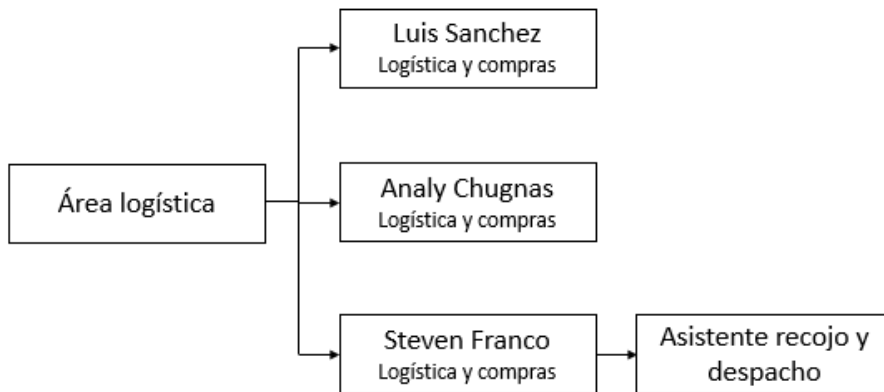 Luis Sanchez
Logística y compras
Área logística
Analy Chugnas
Logística y compras
Steven Franco
Logística y compras
Asistente recojo y
despacho